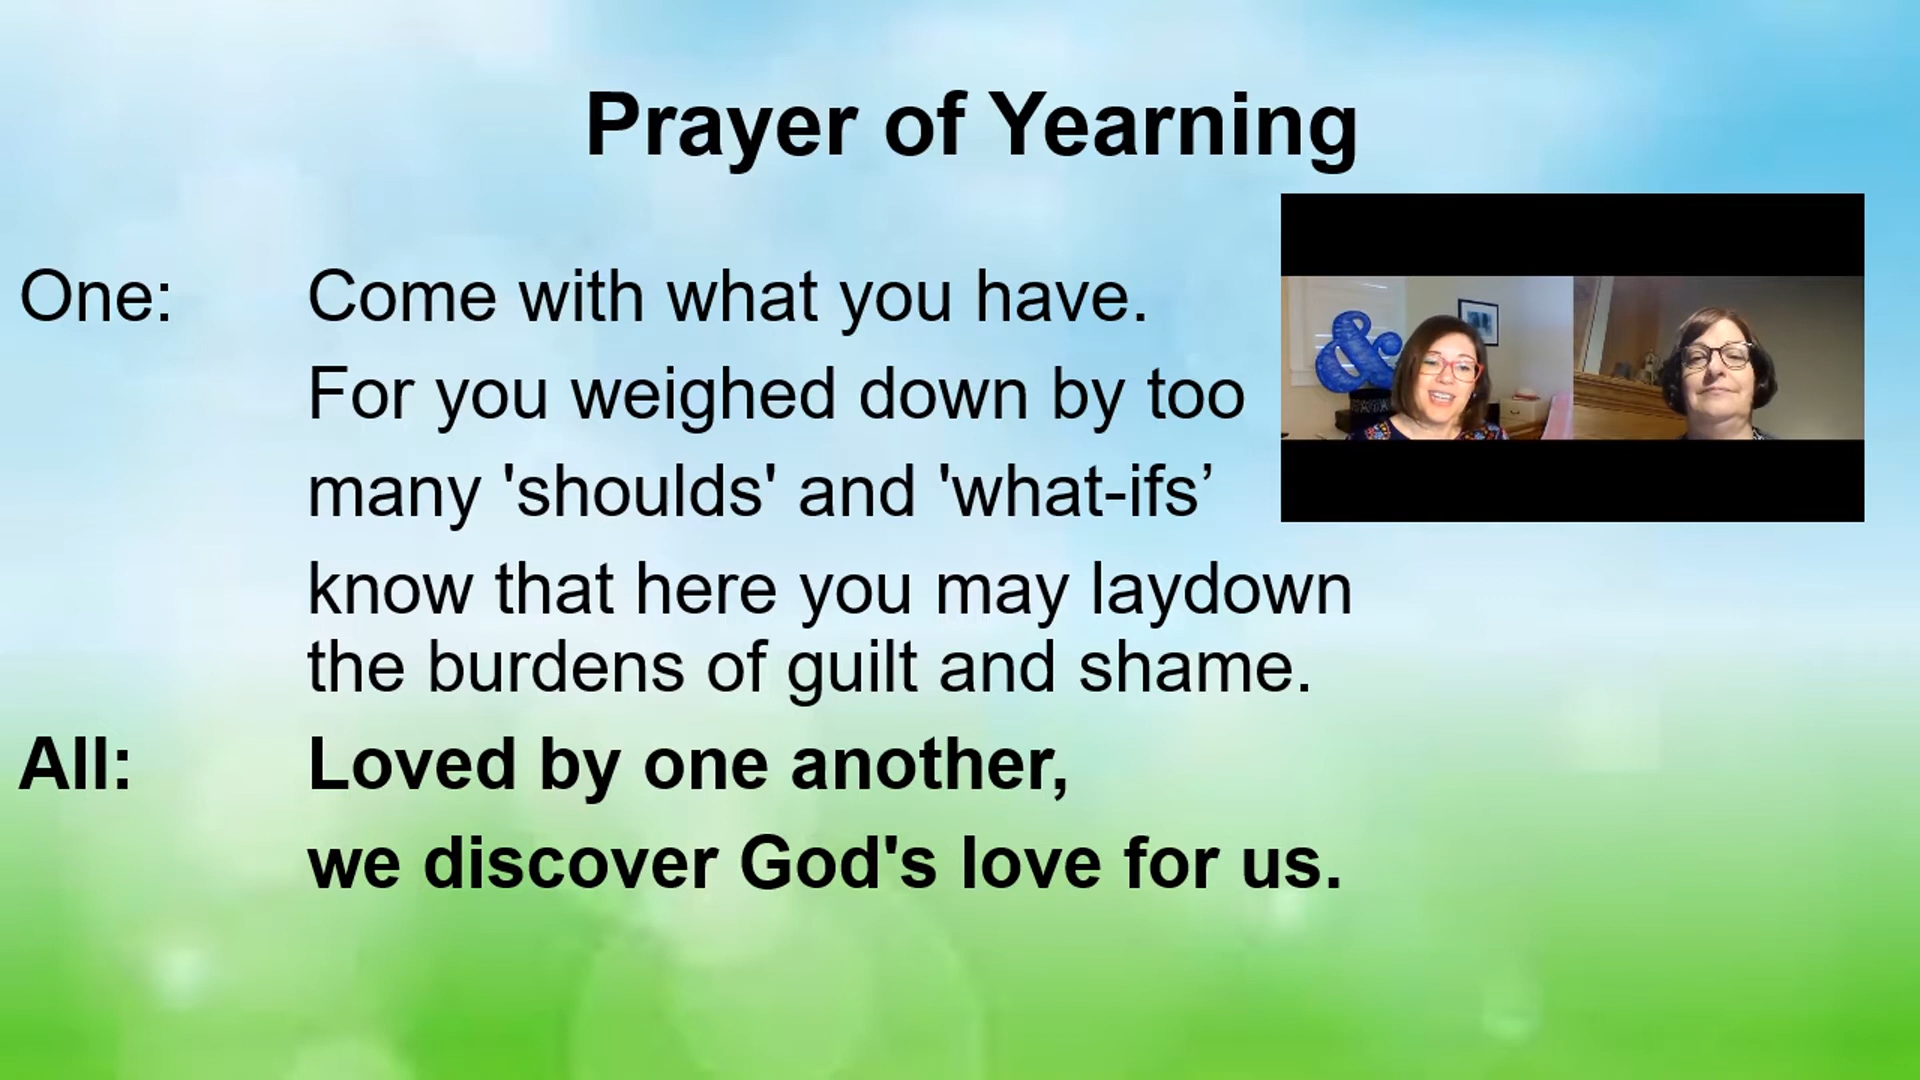 Prayer of Yearning
One: Come with what you have.
For you weighed down by too
many 'shoulds' and 'what-ifs’
know that here you may laydown
the burdens of guilt and shame.
All: Loved by one another,
we discover God's love for us.
&